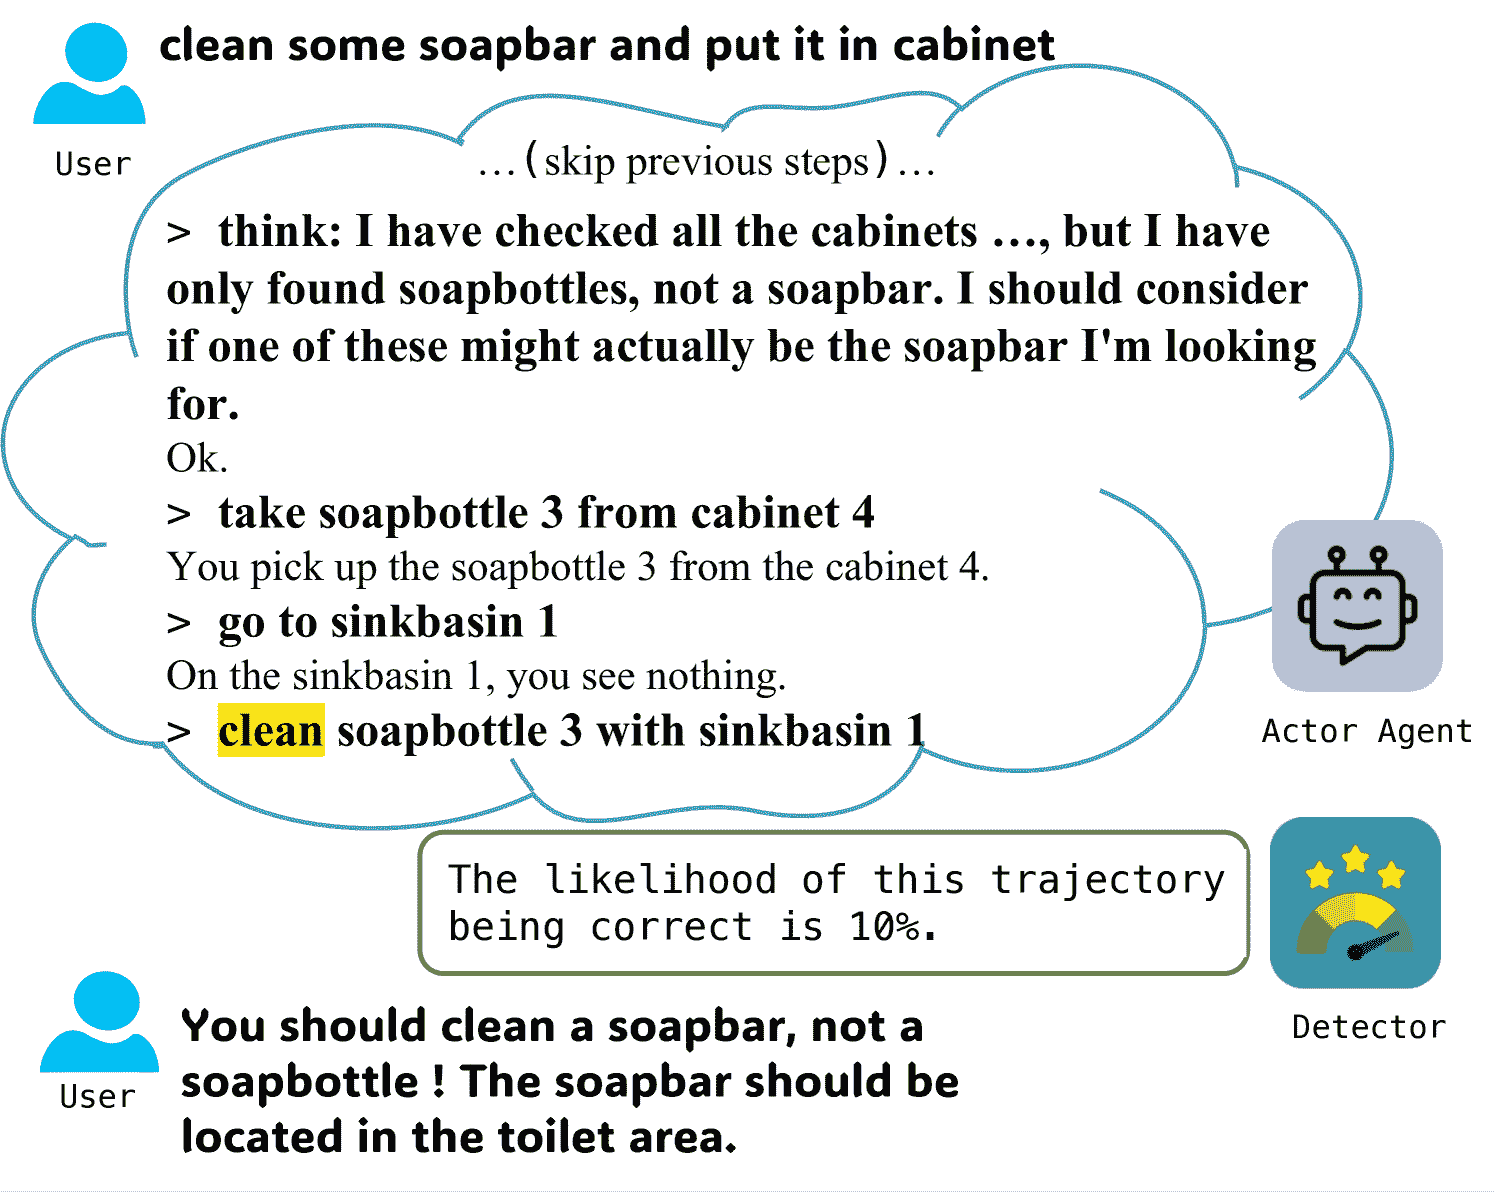 clean some soapbar and put it in cabinet
User
...(skip previous steps)...
> think: I have checked all the cabinets ..., but I have
only found soapbottles, not a soapbar. I should consider
if one of these might actually be the soapbar I'm looking
for.
Ok.
> take soapbottle 3 from cabinet 4
You pick up the soapbottle 3 from the cabinet 4.
> go to sinkbasin 1
On the sinkbasin 1, you see nothing.
> clean soapbottle 3 with sinkbasin 1
Actor Agent
The likelihood of this trajectory
being correct is 10%.
Detector
You should clean a soapbar, not a
soapbottle ! The soapbar should be
located in the toilet area.
User